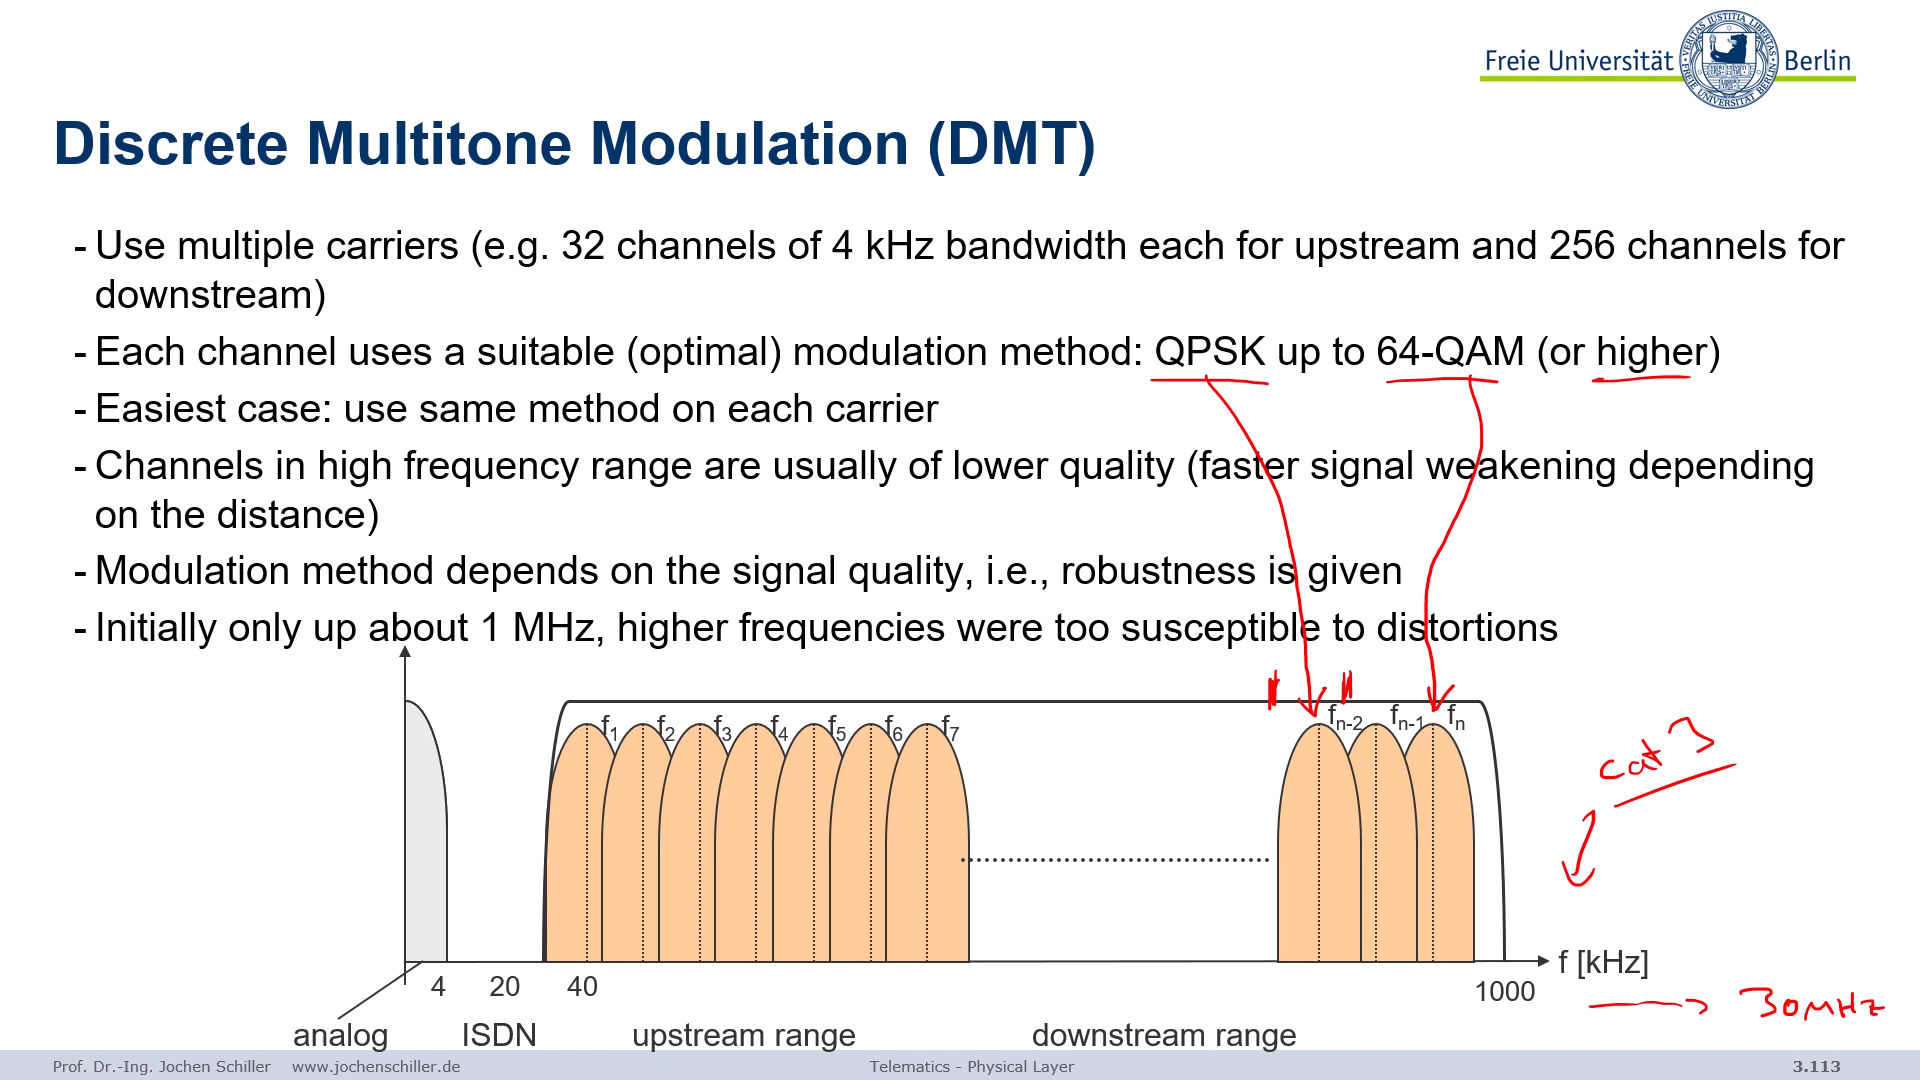 Freie Universität Berlin
Discrete Multitone Modulation (DMT)
- Use multiple carriers (e.g. 32 channels of 4 kHz bandwidth each for upstream and 256 channels for
downstream)
- Each channel uses a suitable (optimal) modulation method: QPSK up to 64-QAM (or higher)
- Easiest case: use same method on each carrier
- Channels in high frequency range are usually of lower quality (faster signal weakening depending
on the distance)
- Modulation method depends on the signal quality, i.e., robustness is given
- Initially only up about 1 MHz, higher frequencies were too susceptible to distortions
f1 f2 f3 f4 f5 f6 f7 fn-2 fn-1 fn
cat 3
f [kHz]
4 20 40 1000
30MHz
analog ISDN upstream range downstream range
Prof. Dr.-Ing. Jochen Schiller www.jochenschiller.de Telematics - Physical Layer 3.113